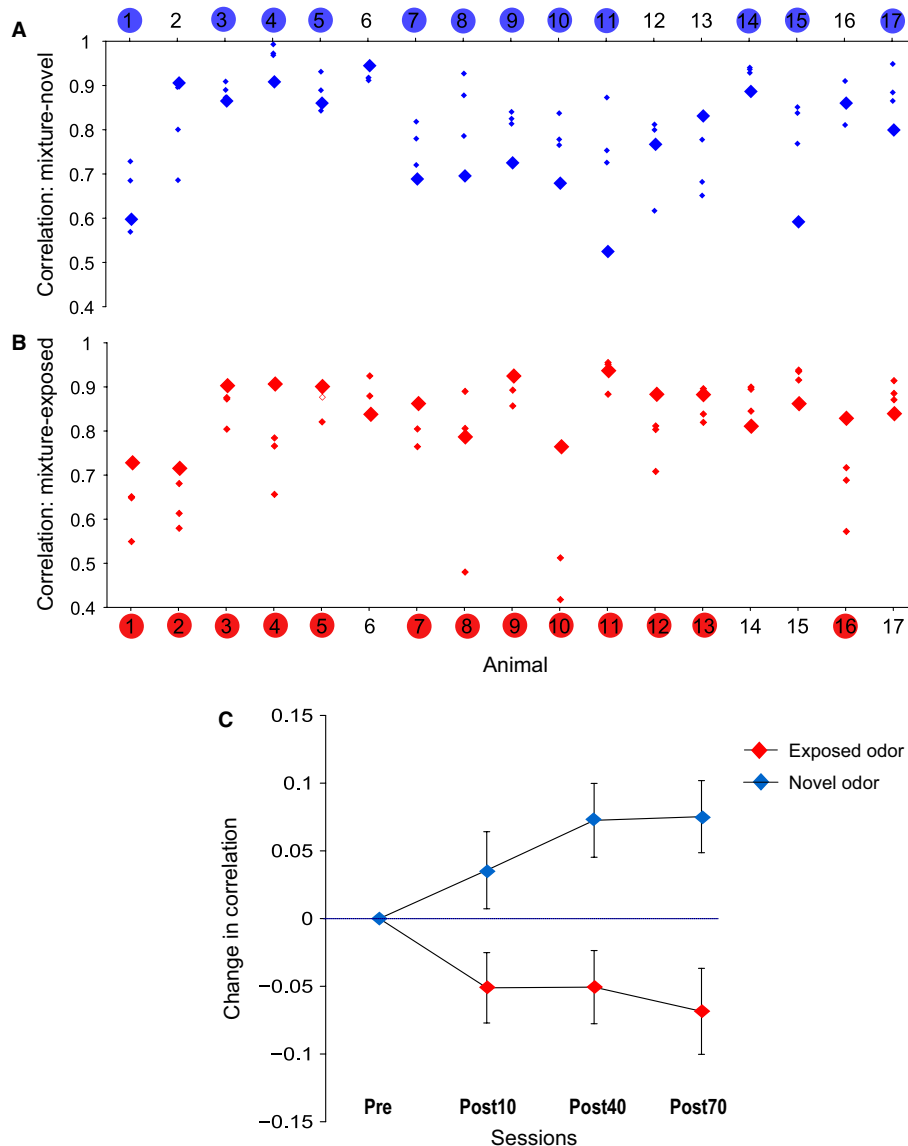 A
1 2 3 4 5 6 7 8 9 10 11 12 13 14 15 16 17
Correlation: mixture-novel
1
0.9
0.8
0.7
0.6
0.5
0.4
B
Correlation: mixture–exposed
1
0.9
0.8
0.7
0.6
0.5
0.4
1 2 3 4 5 6 7 8 9 10 11 12 13 14 15 16 17
Animal
C
Change in correlation
0.15
0.1
0.05
0
−0.05
−0.1
−0.15
Exposed odor
Novel odor
Pre Post10 Post40 Post70
Sessions